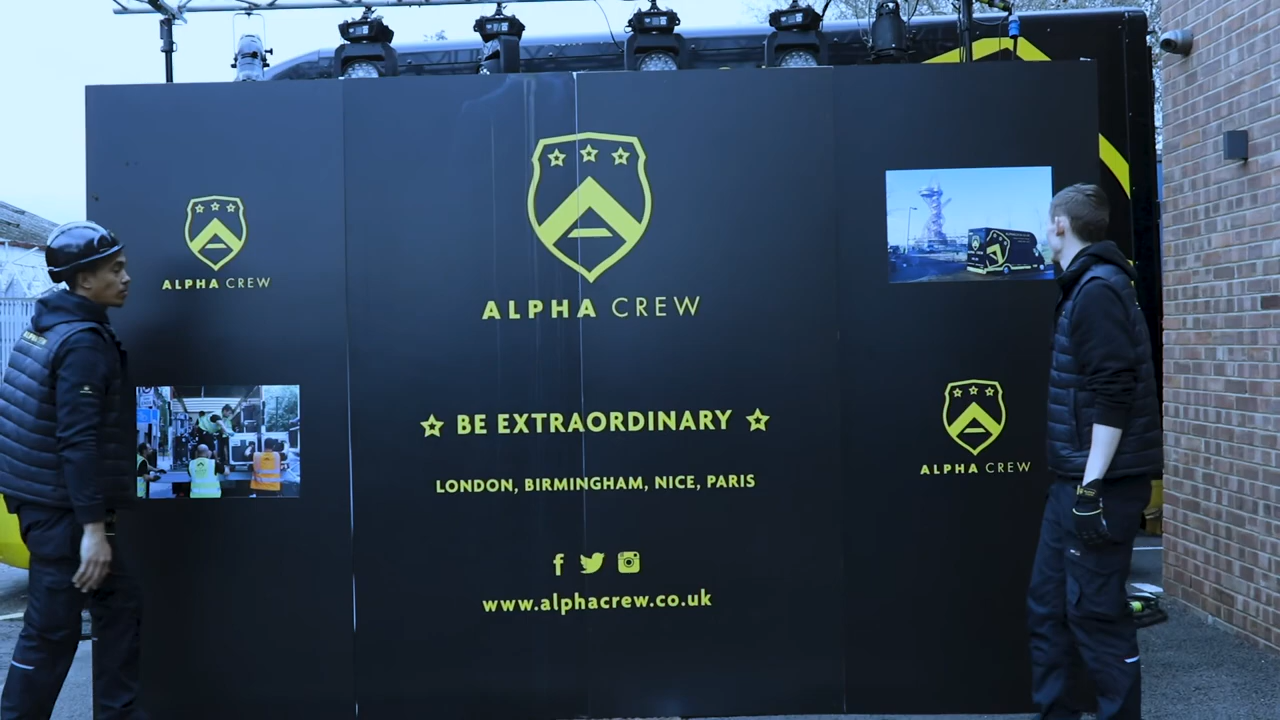 ALPHA CREW
ALPHA CREW
BE EXTRAORDINARY
LONDON, BIRMINGHAM, NICE, PARIS
www.alphacrew.co.uk
ALPHA CREW